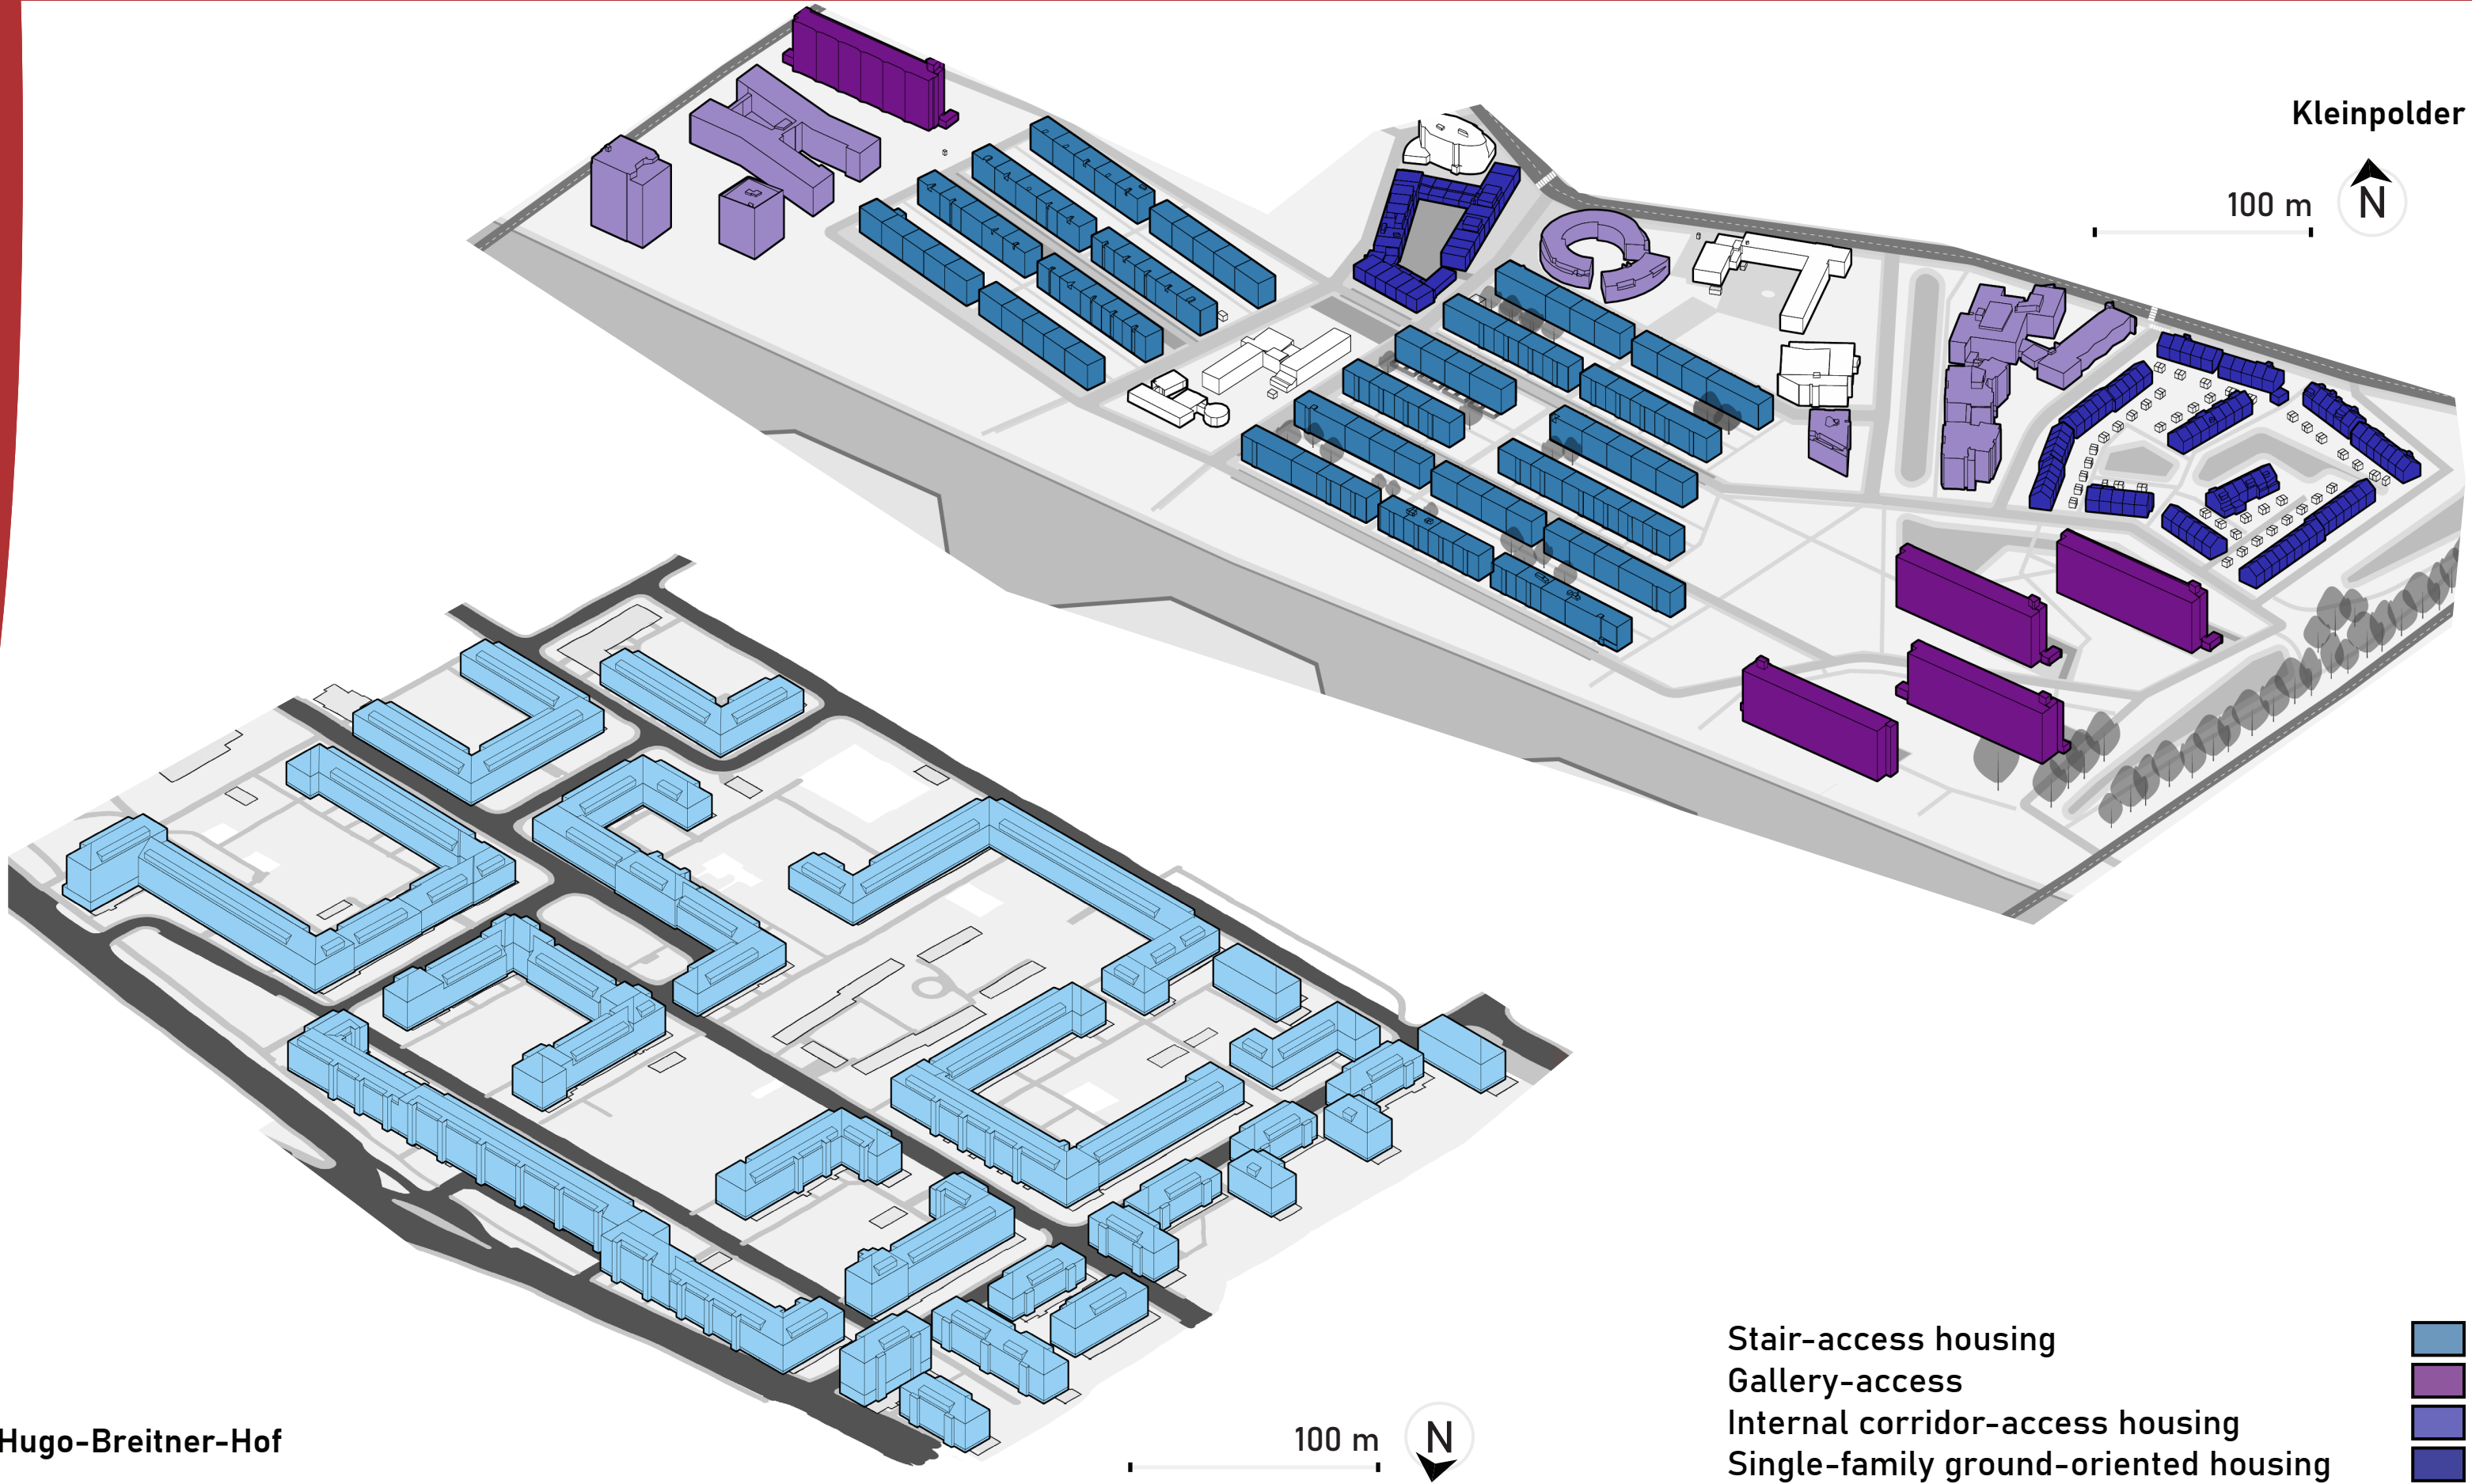 Kleinpolder
100 m
N
100 m
N
Hugo-Breitner-Hof
Stair-access housing
Gallery-access
Internal corridor-access housing
Single-family ground-oriented housing